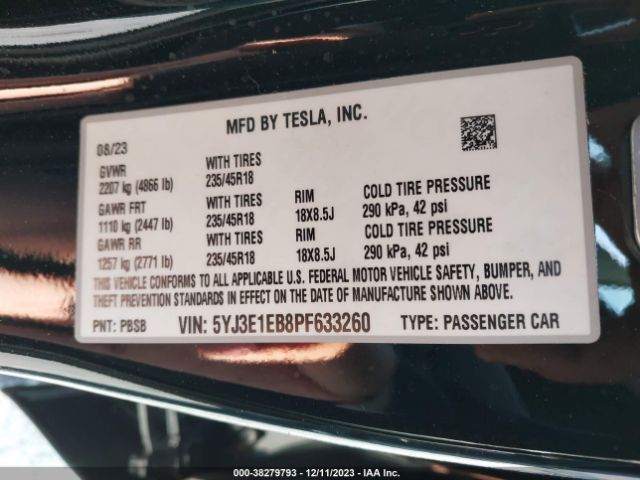 MFD BY TESLA, INC.
08/23
GVWR WITH TIRES
2207 kg (4866 lb) 235/45R18
GAWR FRT WITH TIRES RIM COLD TIRE PRESSURE
1110 kg (2447 lb) 235/45R18 18X8.5J 290 kPa, 42 psi
GAWR RR WITH TIRES RIM COLD TIRE PRESSURE
1257 kg (2771 lb) 235/45R18 18X8.5J 290 kPa, 42 psi
THIS VEHICLE CONFORMS TO ALL APPLICABLE U.S. FEDERAL MOTOR VEHICLE SAFETY, BUMPER, AND
THEFT PREVENTION STANDARDS IN EFFECT ON THE DATE OF MANUFACTURE SHOWN ABOVE.
PNT: PBSB VIN: 5YJ3E1EB8PF633260 TYPE: PASSENGER CAR
000-38279793 - 12/11/2023 - IAA Inc.